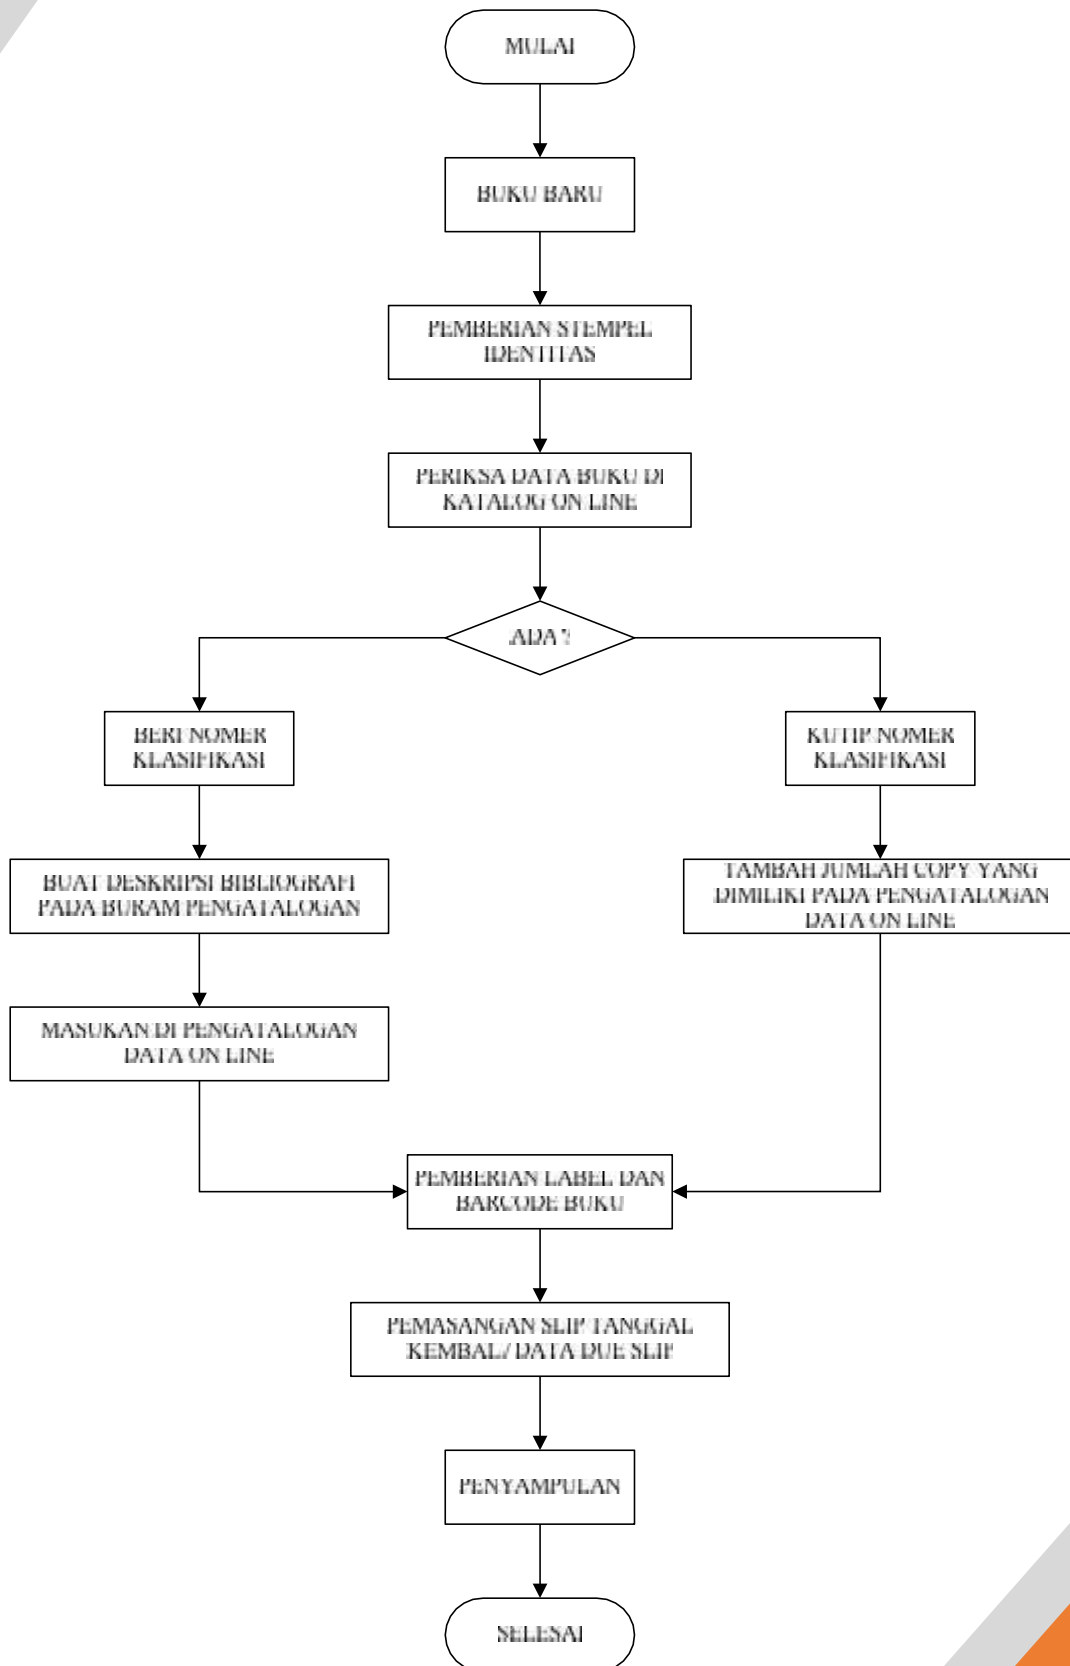 MULAI
BUKU BARU
PEMBERIAN STEMPEL
IDENTITAS
PERIKSA DATA BUKU DI
KATALOG ON LINE
ADA ?
BERI NOMER
KLASIFIKASI
KUTIP NOMER
KLASIFIKASI
BUAT DESKRIPSI BIBLIOGRAFI
PADA BURAM PENGATALOGAN
TAMBAH JUMLAH COPY YANG
DIMILIKI PADA PENGATALOGAN
DATA ON LINE
MASUKAN DI PENGATALOGAN
DATA ON LINE
PEMBERIAN LABEL DAN
BARCODE BUKU
PEMASANGAN SLIP TANGGAL
KEMBAL / DATA DUE SLIP
PENYAMPULAN
SELESAI